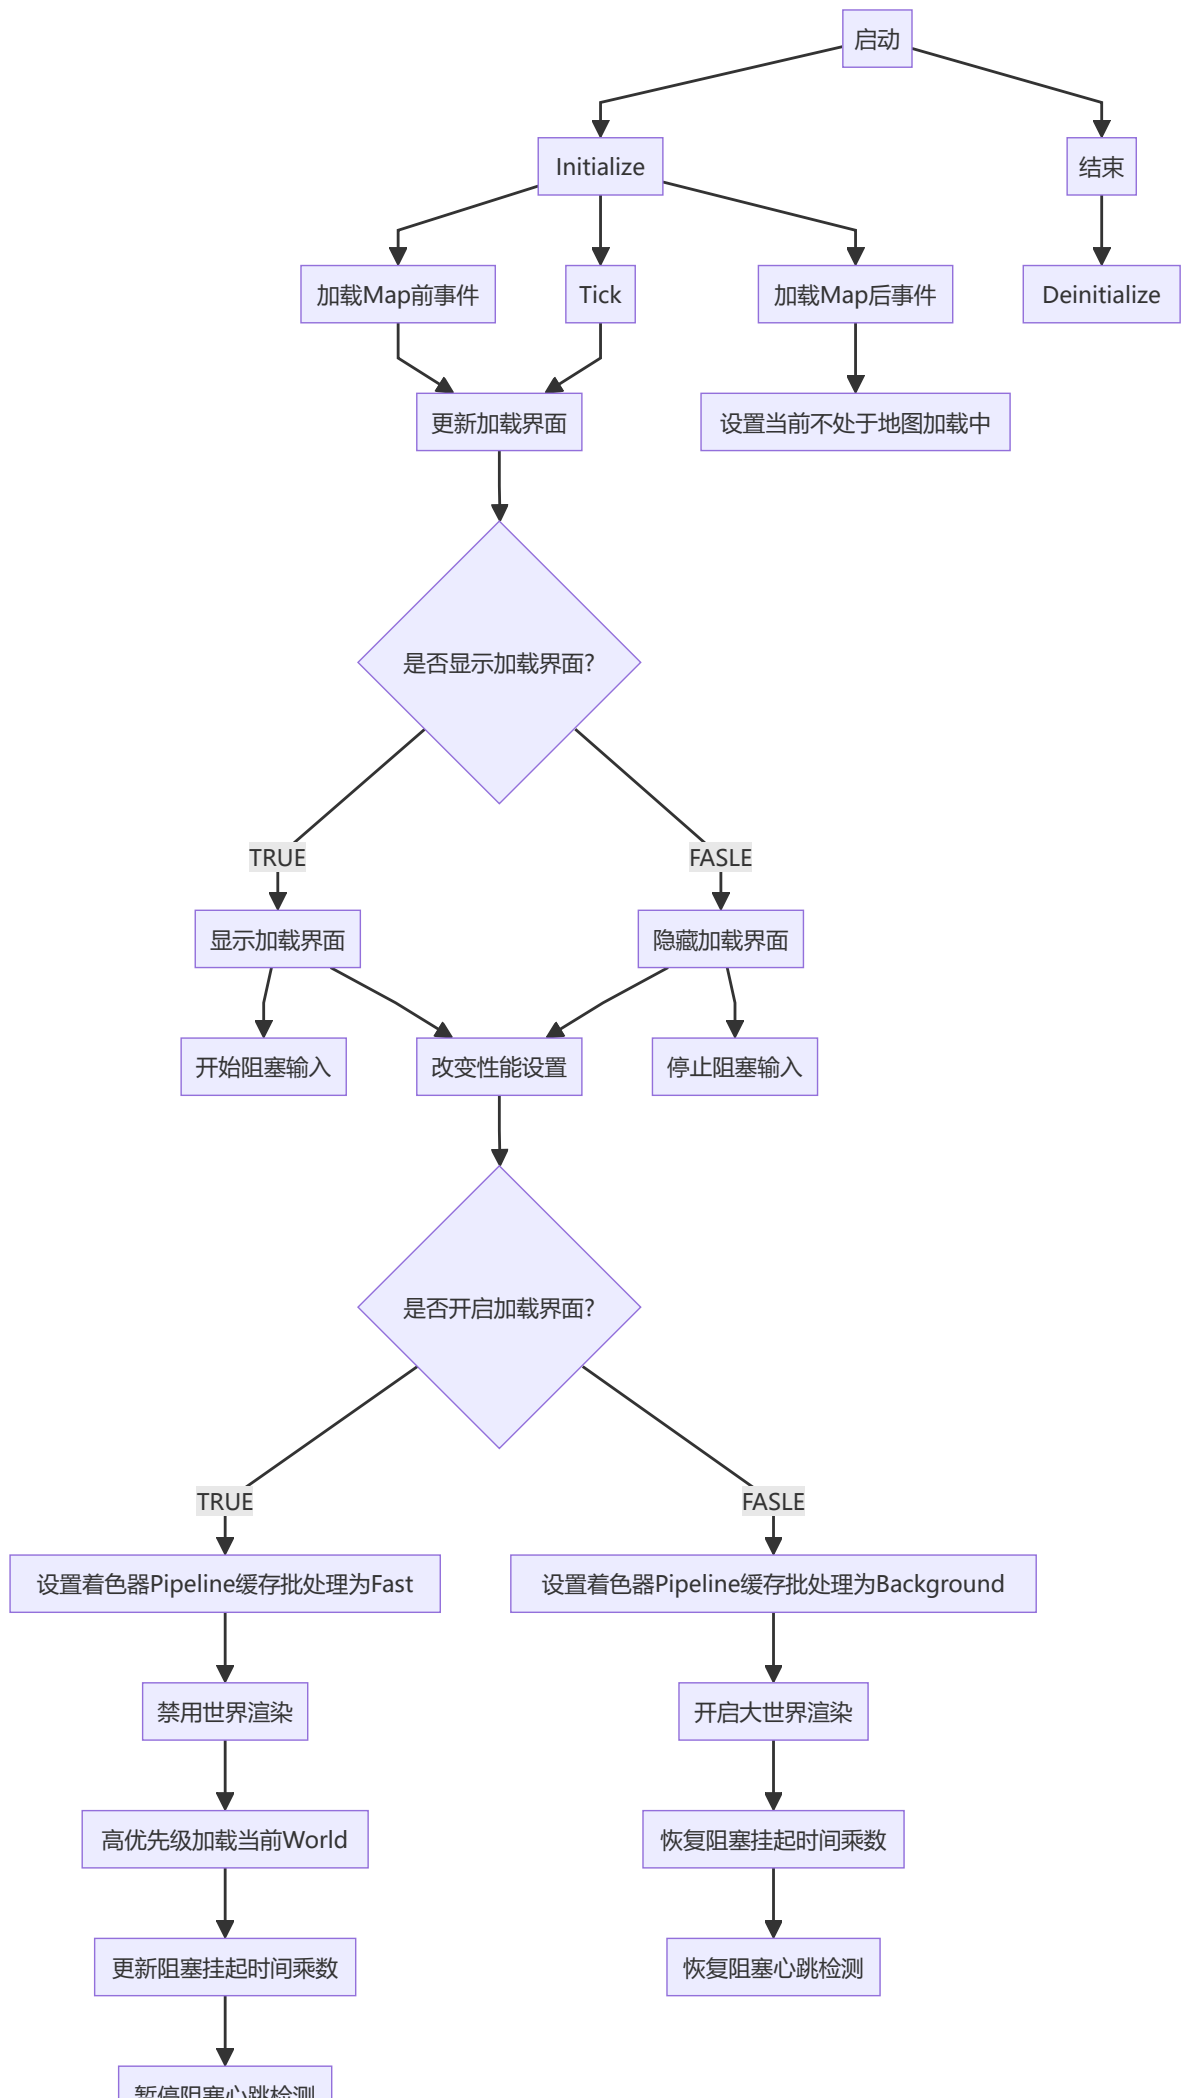 启动
Initialize
结束
加载Map前事件
Tick
加载Map后事件
Deinitialize
更新加载界面
设置当前不处于地图加载中
是否显示加载界面?
TRUE
FASLE
显示加载界面
隐藏加载界面
开始阻塞输入
改变性能设置
停止阻塞输入
是否开启加载界面?
TRUE
FASLE
设置着色器Pipeline缓存批处理为Fast
设置着色器Pipeline缓存批处理为Background
禁用世界渲染
开启大世界渲染
高优先级加载当前World
恢复阻塞挂起时间乘数
更新阻塞挂起时间乘数
恢复阻塞心跳检测
暂停阻塞心跳检测